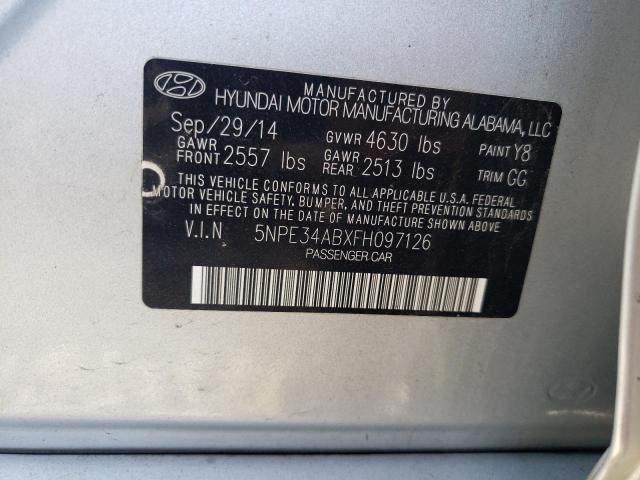 MANUFACTURED BY
HYUNDAI MOTOR MANUFACTURING ALABAMA, LLC
Sep/29/14 GVWR 4630 lbs PAINT Y8
GAWR FRONT 2557 lbs GAWR REAR 2513 lbs TRIM GG
THIS VEHICLE CONFORMS TO ALL APPLICABLE U.S.A. FEDERAL
MOTOR VEHICLE SAFETY, BUMPER, AND THEFT PREVENTION STANDARDS
IN EFFECT ON THE DATE OF MANUFACTURE SHOWN ABOVE
V.I.N 5NPE34ABXFH097126
PASSENGER CAR